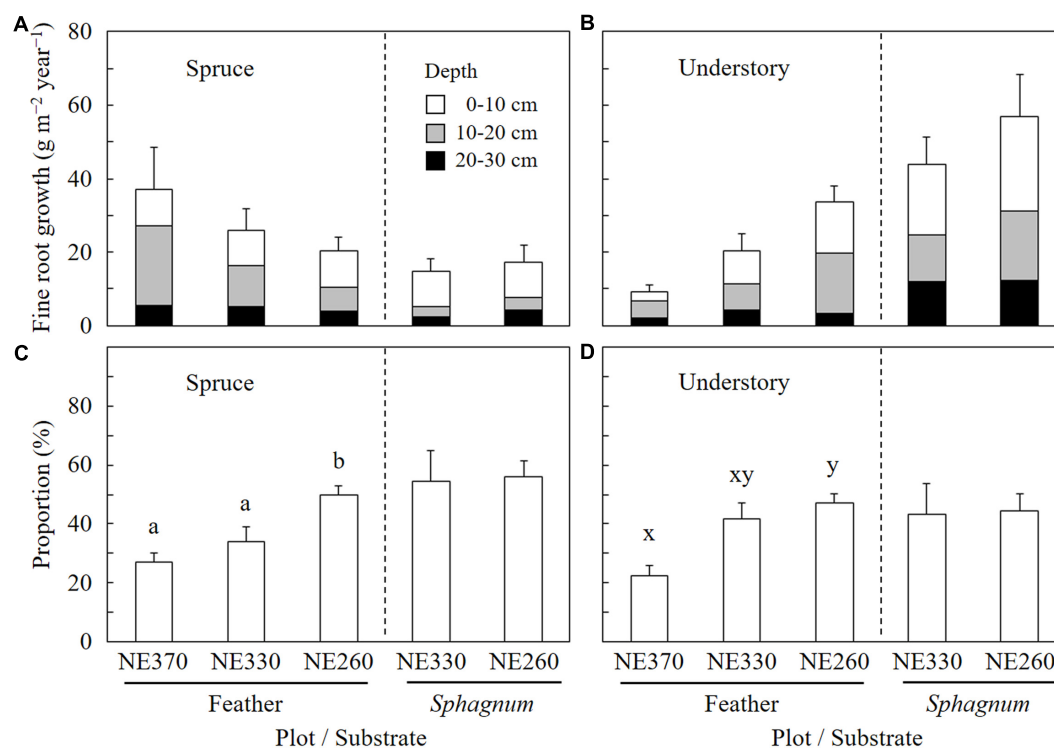 A
B
Fine root growth (g m⁻² year⁻¹)
80
60
40
20
0
Spruce
Depth
0-10 cm
10-20 cm
20-30 cm
Understory
C
D
Proportion (%)
80
60
40
20
0
Spruce
a
a
b
Understory
x
xy
y
NE370 NE330 NE260 NE330 NE260
NE370 NE330 NE260 NE330 NE260
Feather Sphagnum
Feather Sphagnum
Plot / Substrate
Plot / Substrate